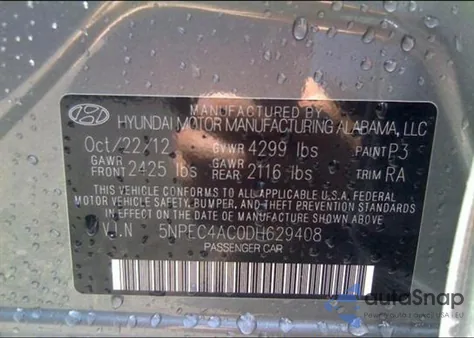 MANUFACTURED BY
HYUNDAI MOTOR MANUFACTURING ALABAMA, LLC
Oct/22/12 GVWR 4299 lbs PAINT P3
GAWR FRONT 2425 lbs GAWR REAR 2116 lbs TRIM RA
THIS VEHICLE CONFORMS TO ALL APPLICABLE U.S.A FEDERAL
MOTOR VEHICLE SAFETY, BUMPER, AND THEFT PREVENTION STANDARDS
IN EFFECT ON THE DATE OF MANUFACTURE SHOWN ABOVE.
V.I.N 5NPEC4AC0DH629408
PASSENGER CAR
autoSnap